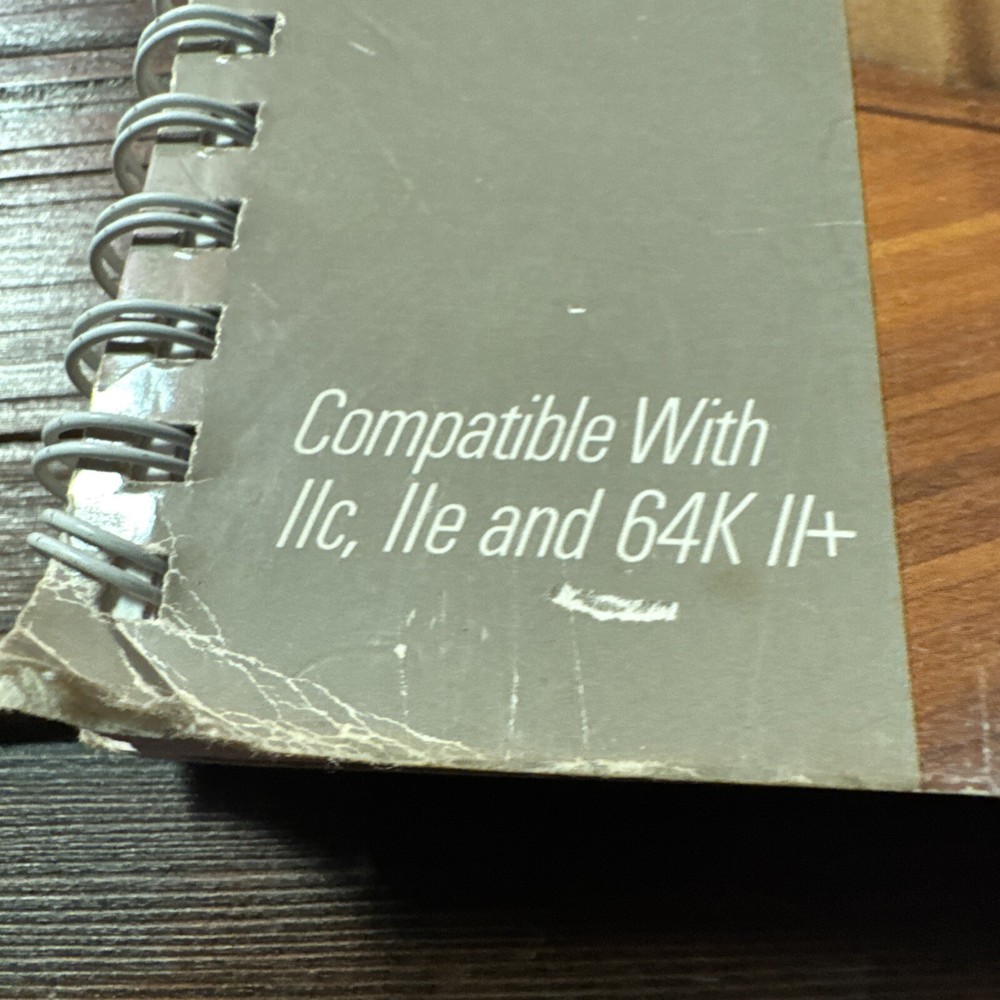 Compatible With
IIc, IIe and 64K II+